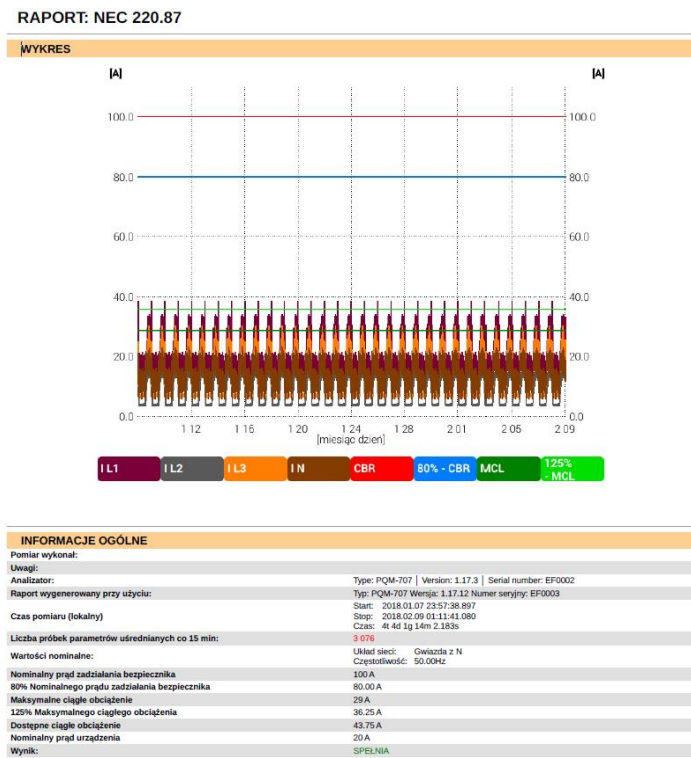 RAPORT: NEC 220.87
WYKRES
[A] [A]
100.0 100.0
80.0 80.0
60.0 60.0
40.0 40.0
20.0 20.0
0.0 0.0
1 12 1 16 1 20 1 24 1 28 2 01 2 05 2 09
[miesiąc dzień]
I L1 I L2 I L3 I N CBR 80% - CBR MCL 125% - MCL
INFORMACJE OGÓLNE
Pomiar wykonał:
Uwagi:
Analizator: Type: PQM-707 | Version: 1.17.3 | Serial number: EF0002
Raport wygenerowany przy użyciu: Typ: PQM-707 Wersja: 1.17.12 Numer seryjny: EF0003
Czas pomiaru (lokalny) Start: 2018.01.07 23:57:38.897
Stop: 2018.02.09 01:11:41.080
Czas: 4t 4d 1g 14m 2.183s
Liczba próbek parametrów uśrednianych co 15 min: 3 076
Wartości nominalne: Układ sieci: Gwiazda z N
Częstotliwość: 50.00Hz
Nominalny prąd zadziałania bezpiecznika 100 A
80% Nominalnego prądu zadziałania bezpiecznika 80.00 A
Maksymalne ciągłe obciążenie 29 A
125% Maksymalnego ciągłego obciążenia 36.25 A
Dostępne ciągłe obciążenie 43.75 A
Nominalny prąd urządzenia 20 A
Wynik: SPEŁNIA